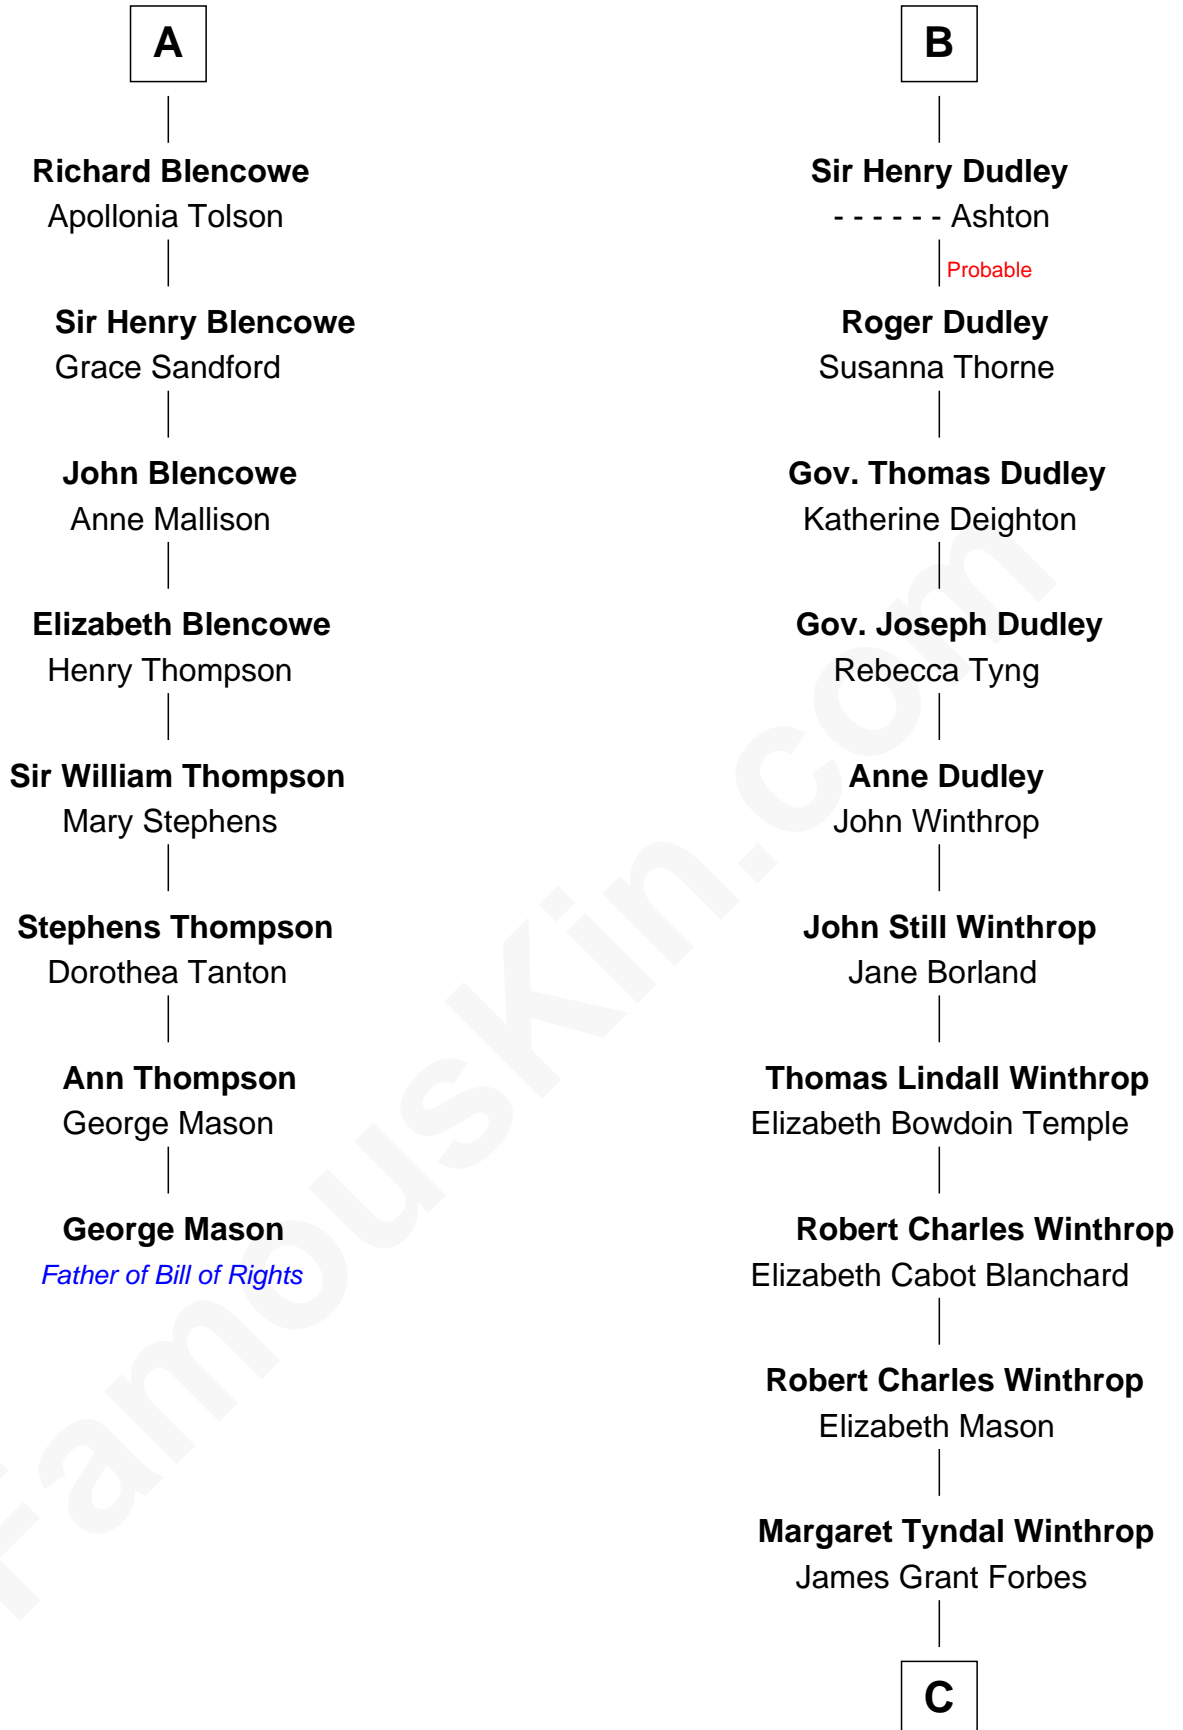 A
Richard Blencowe
Apollonia Tolson
Sir Henry Blencowe
Grace Sandford
John Blencowe
Anne Mallison
Elizabeth Blencowe
Henry Thompson
Sir William Thompson
Mary Stephens
Stephens Thompson
Dorothea Tanton
Ann Thompson
George Mason
George Mason
Father of Bill of Rights
B
Sir Henry Dudley
- - - - - - Ashton
Probable
Roger Dudley
Susanna Thorne
Gov. Thomas Dudley
Katherine Deighton
Gov. Joseph Dudley
Rebecca Tyng
Anne Dudley
John Winthrop
John Still Winthrop
Jane Borland
Thomas Lindall Winthrop
Elizabeth Bowdoin Temple
Robert Charles Winthrop
Elizabeth Cabot Blanchard
Robert Charles Winthrop
Elizabeth Mason
Margaret Tyndal Winthrop
James Grant Forbes
C
FamousKin.com